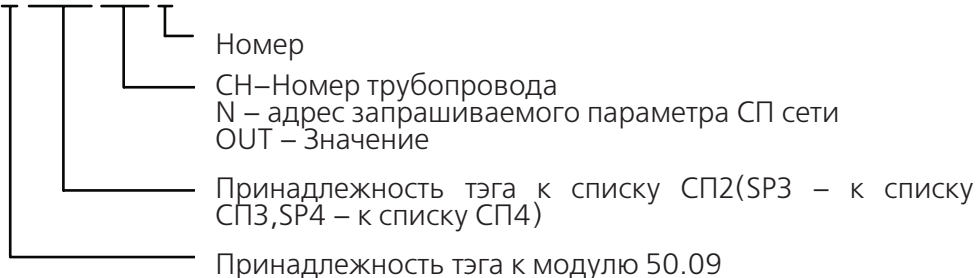 Номер
СН–Номер трубопровода
N – адрес запрашиваемого параметра СП сети
OUT – Значение
Принадлежность тэга к списку СП2(SP3 – к списку
СП3,SP4 – к списку СП4)
Принадлежность тэга к модулю 50.09